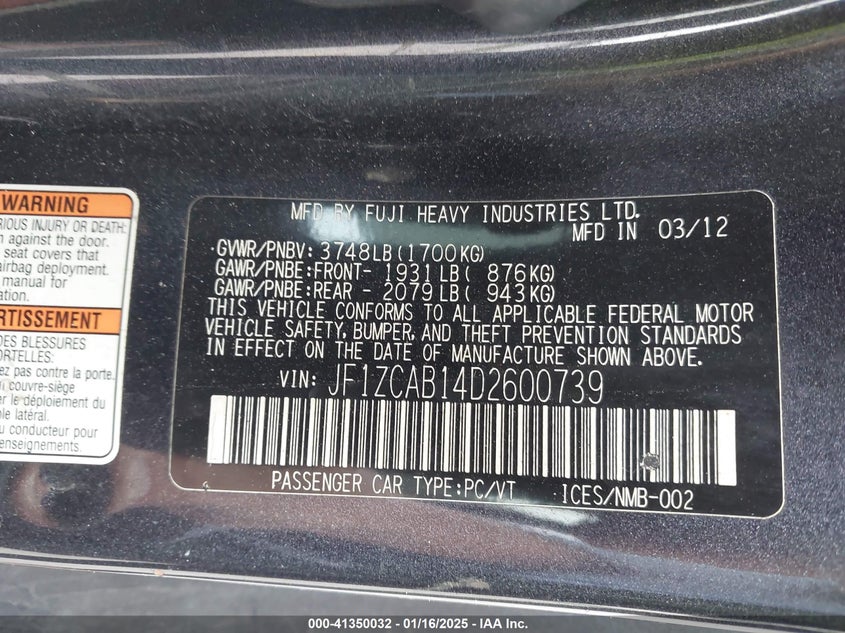 WARNING
RIOUS INJURY OR DEATH:
n against the door.
seat covers that
airbag deployment.
manual for
ation.
RTISSEMENT
DES BLESSURES
ORTELLES:
ez pas contre la porte.
n couvre-siège
r le déploiement du
ble latéral.
u du conducteur pour
enseignements.
MFD BY FUJI HEAVY INDUSTRIES LTD.
MFD IN 03/12
GVWR/PNBV: 3748LB(1700KG)
GAWR/PNBE:FRONT- 1931LB( 876KG)
GAWR/PNBE:REAR - 2079LB( 943KG)
THIS VEHICLE CONFORMS TO ALL APPLICABLE FEDERAL MOTOR
VEHICLE SAFETY, BUMPER, AND THEFT PREVENTION STANDARDS
IN EFFECT ON THE DATE OF MANUFACTURE SHOWN ABOVE.
VIN: JF1ZCAB14D2600739
PASSENGER CAR TYPE:PC/VT ICES/NMB-002
000-41350032 - 01/16/2025 - IAA Inc.